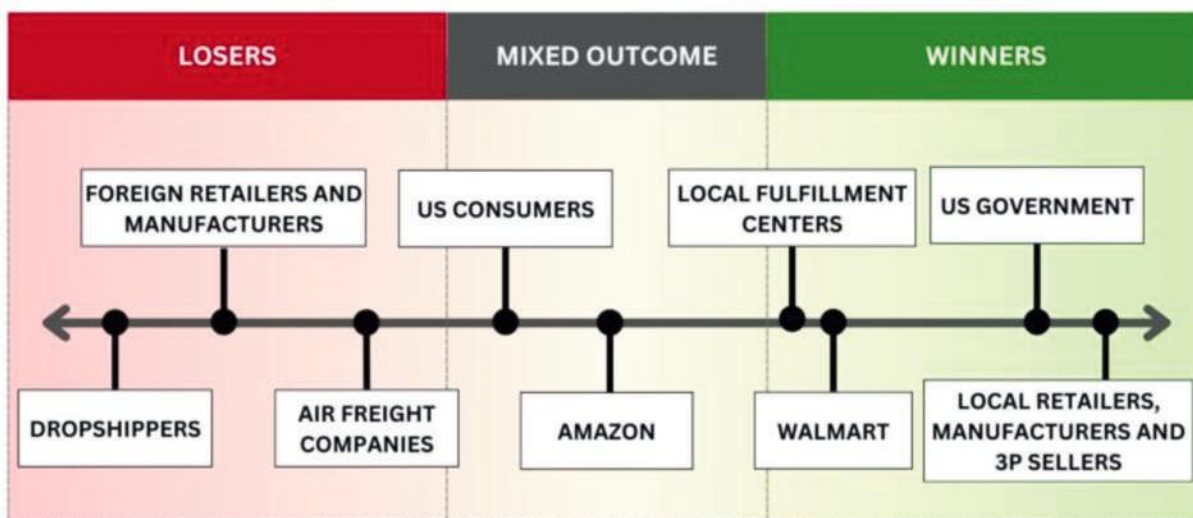 LOSERS
MIXED OUTCOME
WINNERS
FOREIGN RETAILERS AND
MANUFACTURERS
US CONSUMERS
LOCAL FULFILLMENT
CENTERS
US GOVERNMENT
DROPSHIPPERS
AIR FREIGHT
COMPANIES
AMAZON
WALMART
LOCAL RETAILERS,
MANUFACTURERS AND
3P SELLERS